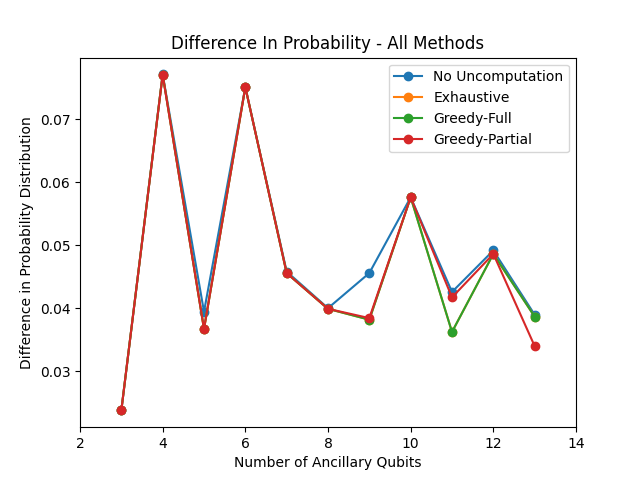 Difference In Probability - All Methods
No Uncomputation
Exhaustive
Greedy-Full
Greedy-Partial
Difference in Probability Distribution
0.07
0.06
0.05
0.04
0.03
2 4 6 8 10 12 14
Number of Ancillary Qubits